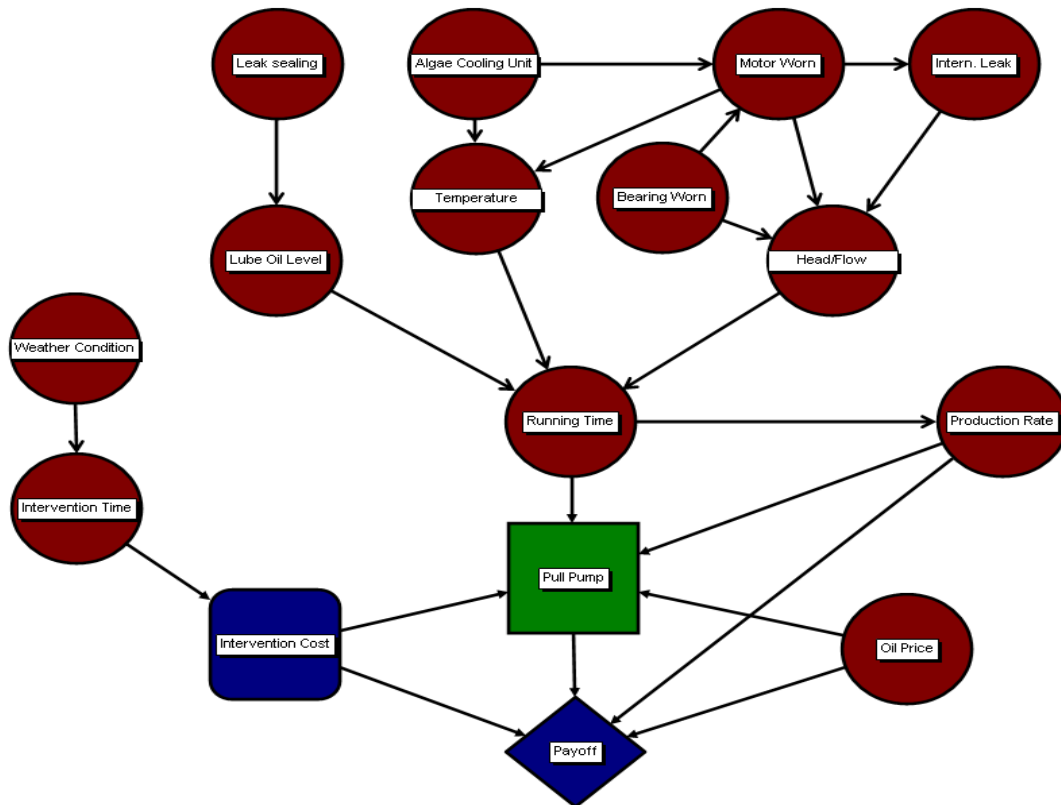 Leak sealing
Algae Cooling Unit
Motor Worn
Intern. Leak
Temperature
Bearing Worn
Lube Oil Level
Head/Flow
Weather Condition
Running Time
Production Rate
Intervention Time
Pull Pump
Intervention Cost
Oil Price
Payoff